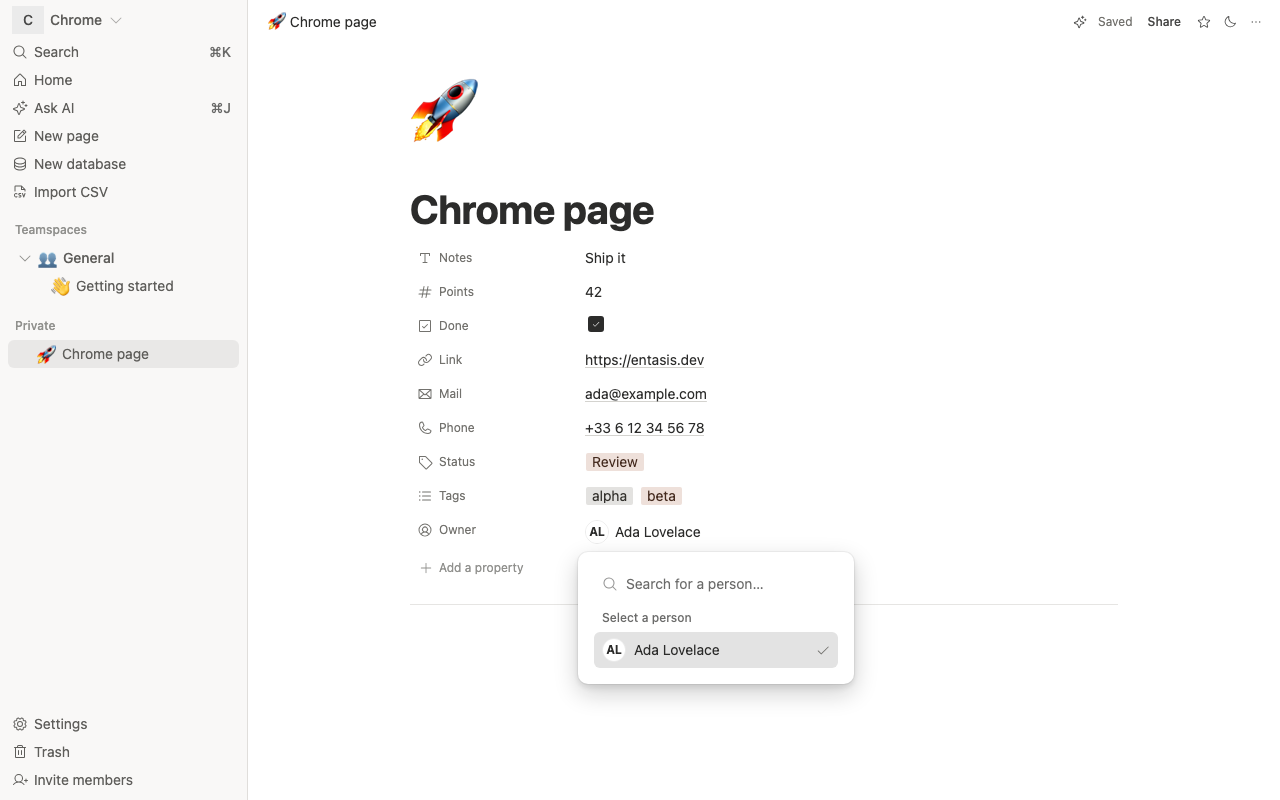 C Chrome
Search ⌘K
Home
Ask AI ⌘J
New page
New database
CSV Import CSV
Teamspaces
General
Getting started
Private
Chrome page
Settings
Trash
Invite members
Chrome page Saved Share
Chrome page
Notes Ship it
Points 42
Done
Link https://entasis.dev
Mail ada@example.com
Phone +33 6 12 34 56 78
Status Review
Tags alpha beta
Owner AL Ada Lovelace
Add a property
Search for a person...
Select a person
AL Ada Lovelace